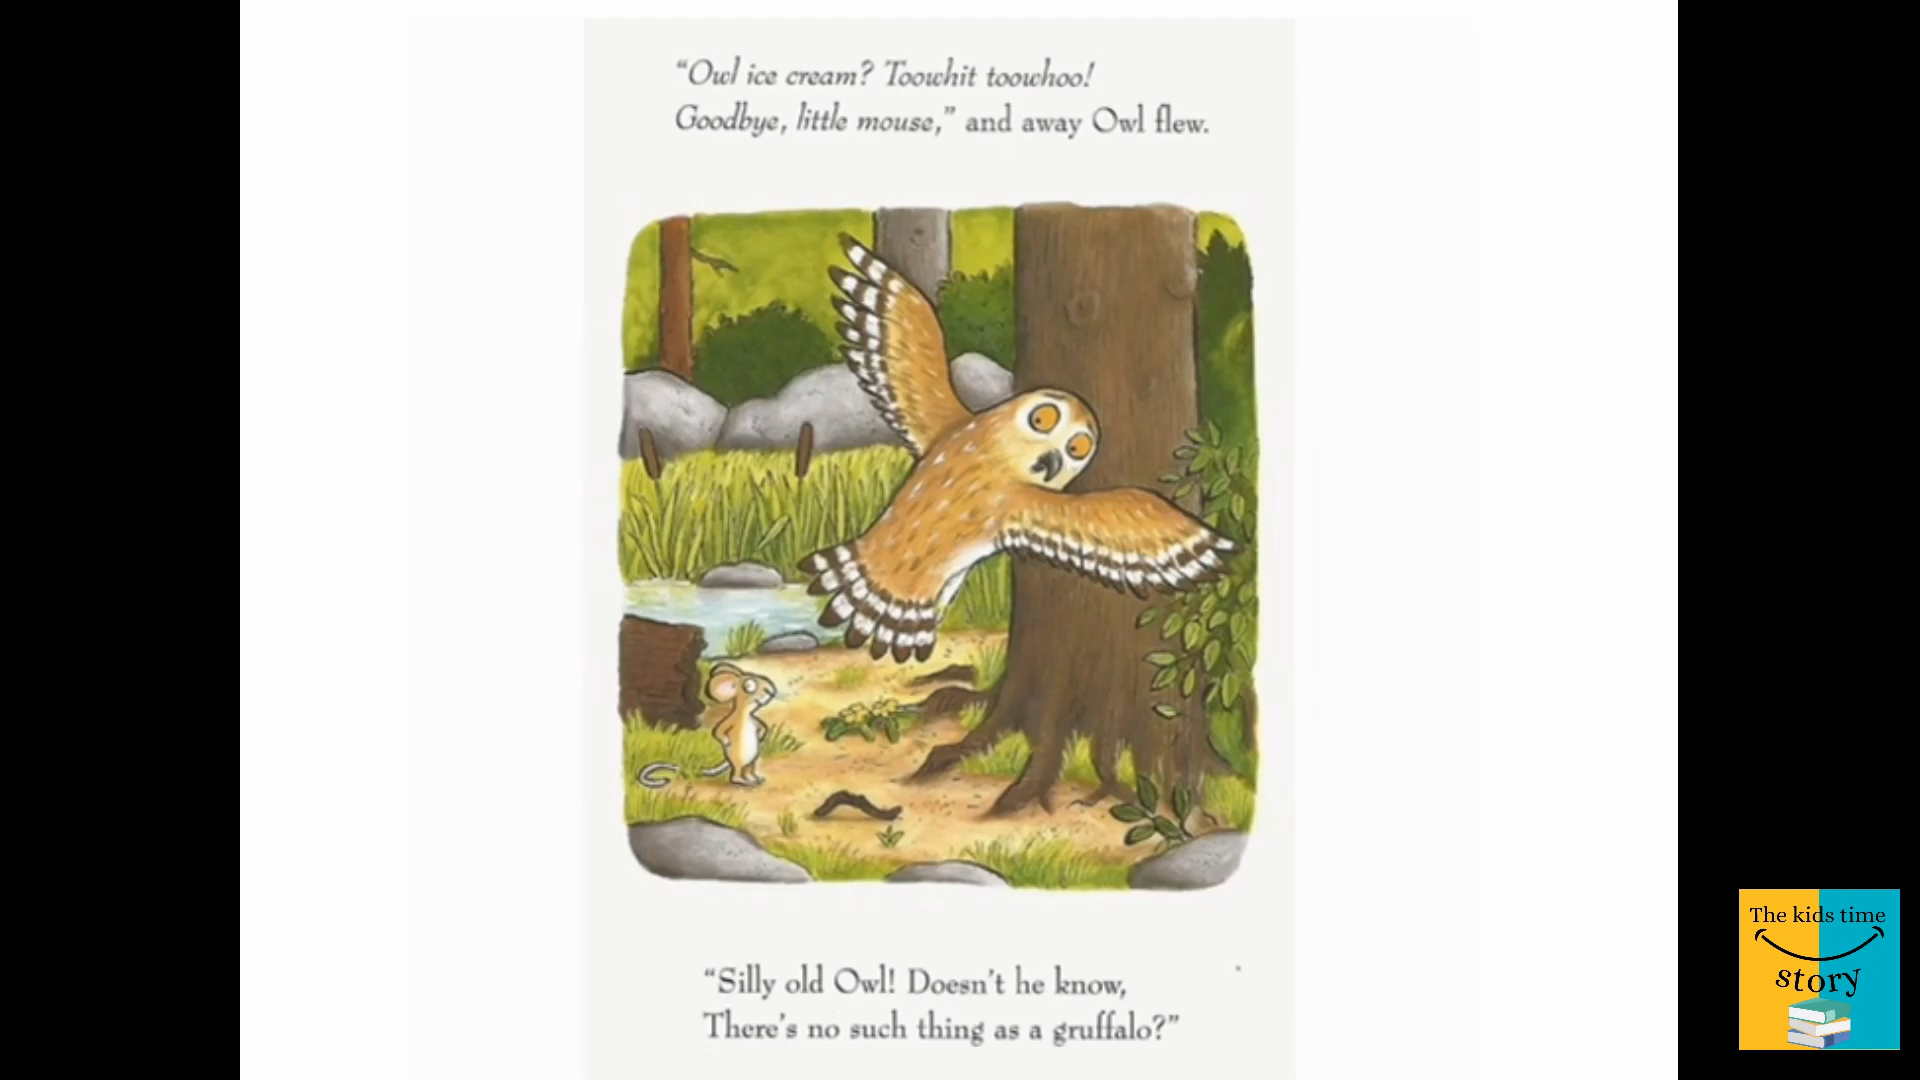 “Owl ice cream? Toowhit toowhoo!
Goodbye, little mouse,” and away Owl flew.
“Silly old Owl! Doesn't he know,
There's no such thing as a gruffalo?”
The kids time
story